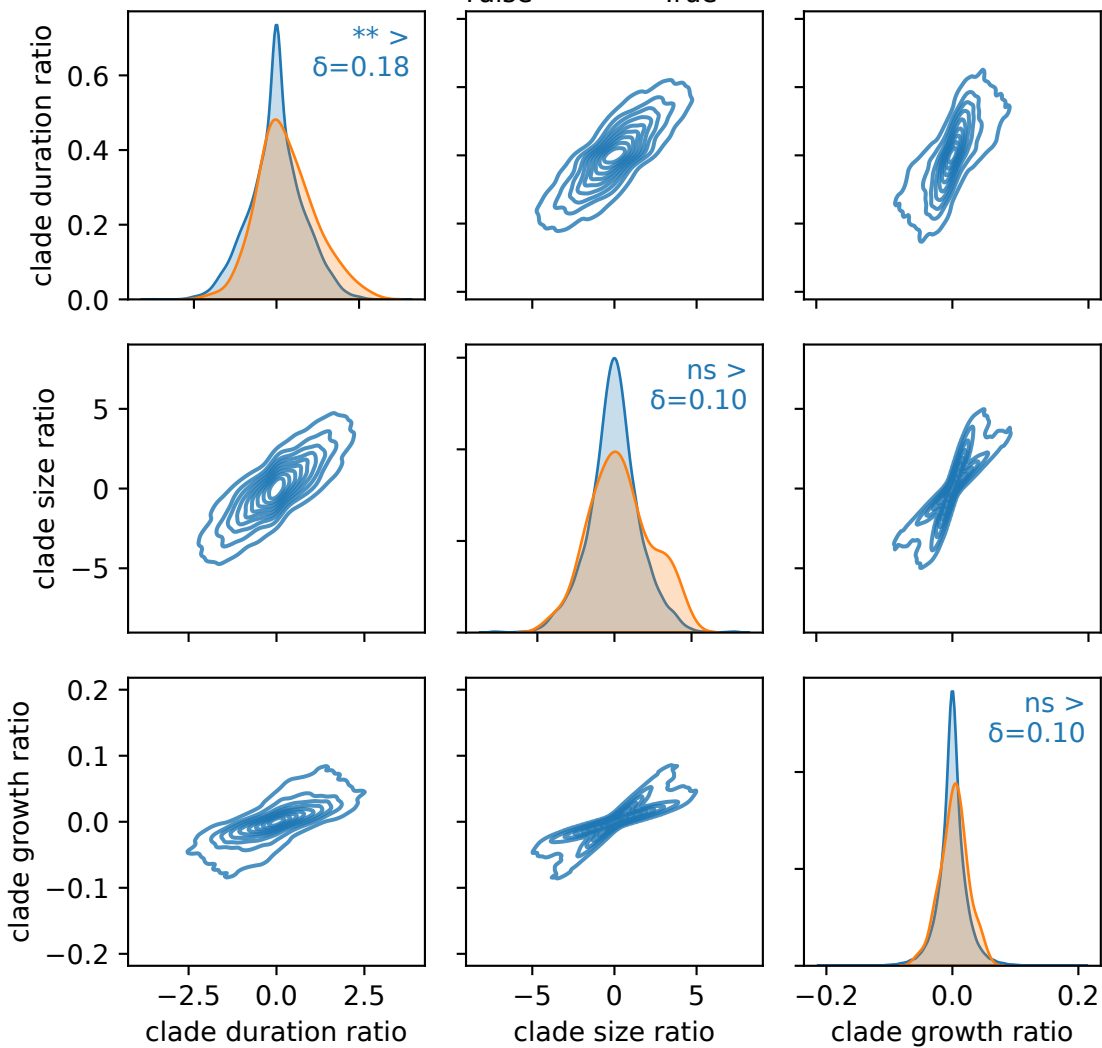 False True
clade duration ratio
0.6
0.4
0.2
0.0
** >
δ=0.18
clade size ratio
5
0
−5
ns >
δ=0.10
clade growth ratio
0.2
0.1
0.0
−0.1
−0.2
ns >
δ=0.10
−2.5 0.0 2.5
−5 0 5
−0.2 0.0 0.2
clade duration ratio
clade size ratio
clade growth ratio